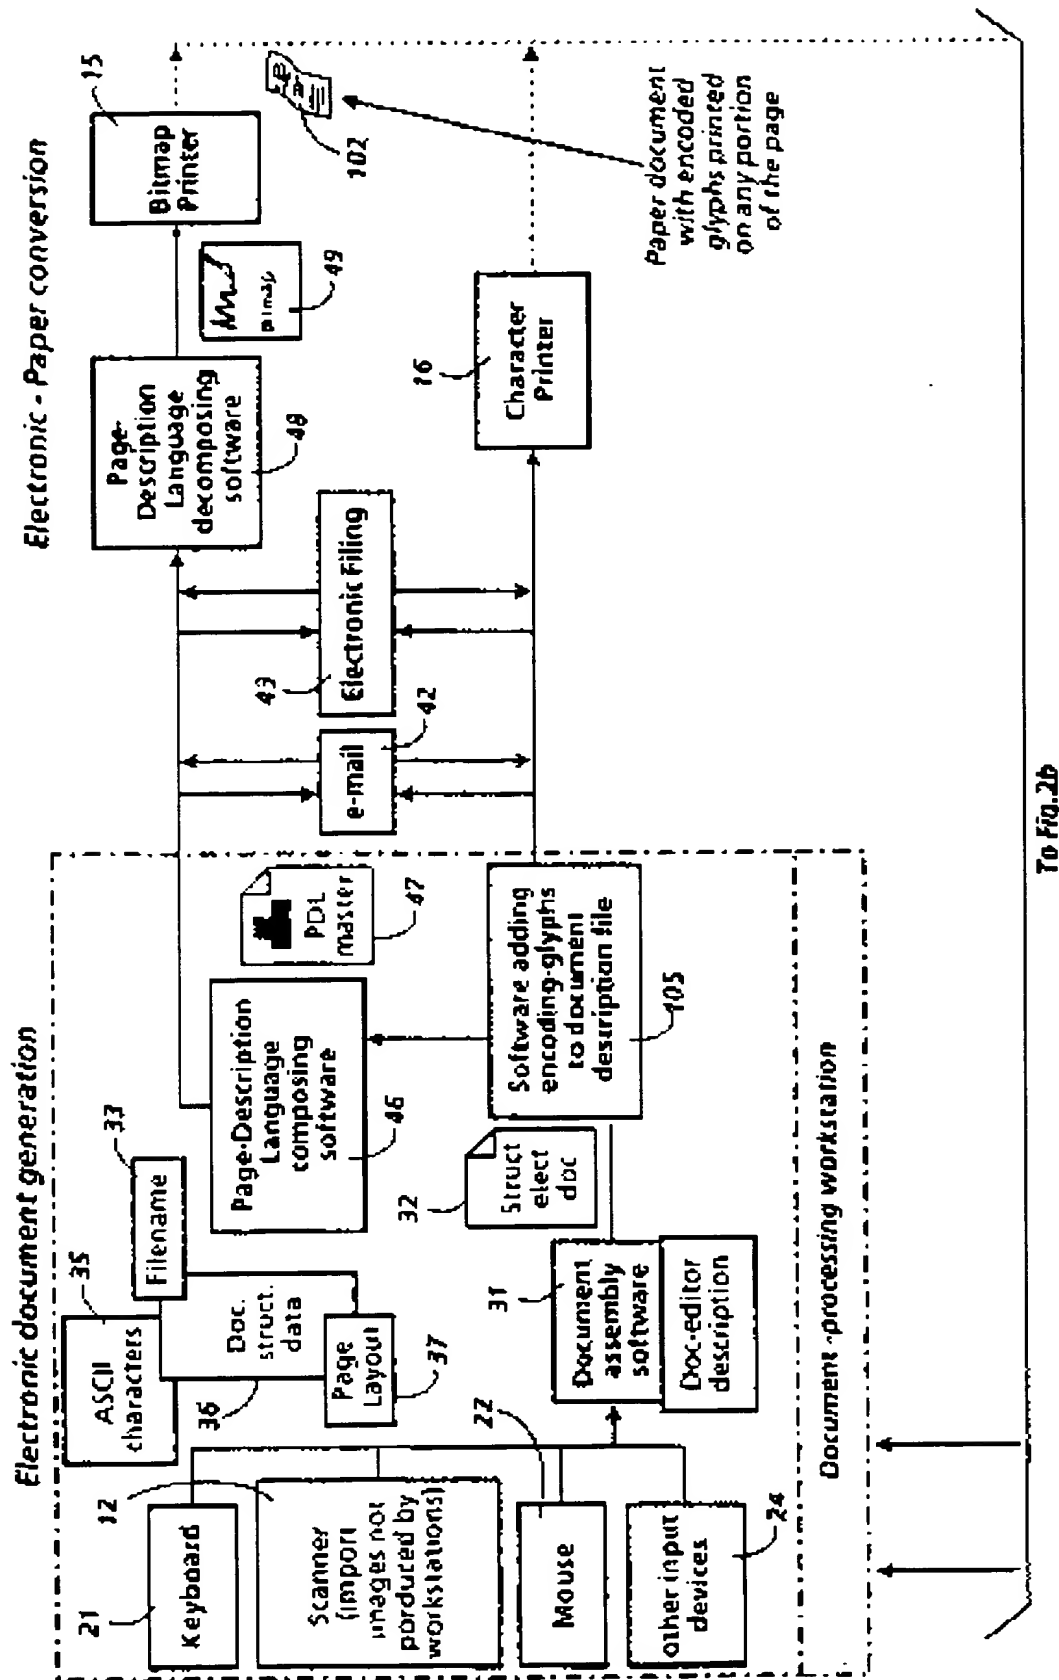 Electronic document generation
Electronic - Paper conversion
21
Keyboard
12
Scanner
(import
images not
porduced by
workstations)
22
Mouse
other input
devices
24
35
ASCII
characters
33
Filename
36
Doc.
struct.
data
Page
Layout
37
31
Document
assembly
software
Doc-editor
description
32
Struct
elect
doc
Page-Description
Language
composing
software
46
PDL
master
47
Software adding
encoding-glyphs
to document
description file
105
Document-processing workstation
e-mail
42
43
Electronic Filing
Page-
Description
Language
decomposing
software
48
49
Bitmap
Printer
15
102
16
Character
Printer
Paper document
with encoded
glyphs printed
on any portion
of the page
To Fig.2b